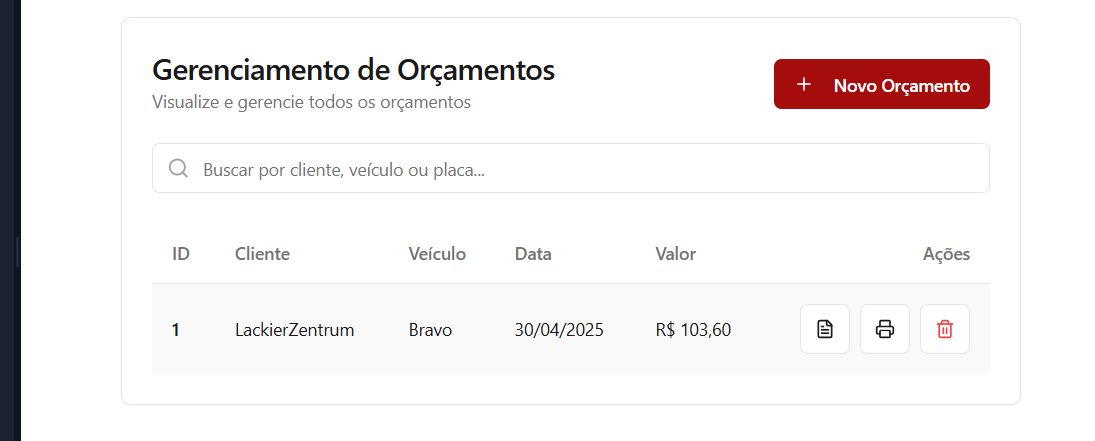 Gerenciamento de Orçamentos
Visualize e gerencie todos os orçamentos
+ Novo Orçamento
Buscar por cliente, veículo ou placa...
ID Cliente Veículo Data Valor Ações
1 LackierZentrum Bravo 30/04/2025 R$ 103,60